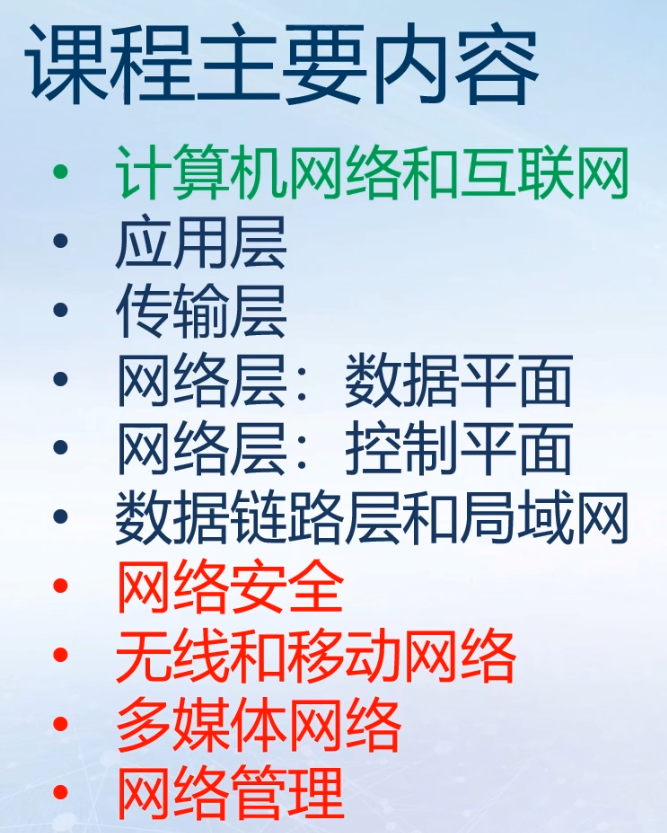 课程主要内容
• 计算机网络和互联网
• 应用层
• 传输层
• 网络层：数据平面
• 网络层：控制平面
• 数据链路层和局域网
• 网络安全
• 无线和移动网络
• 多媒体网络
• 网络管理